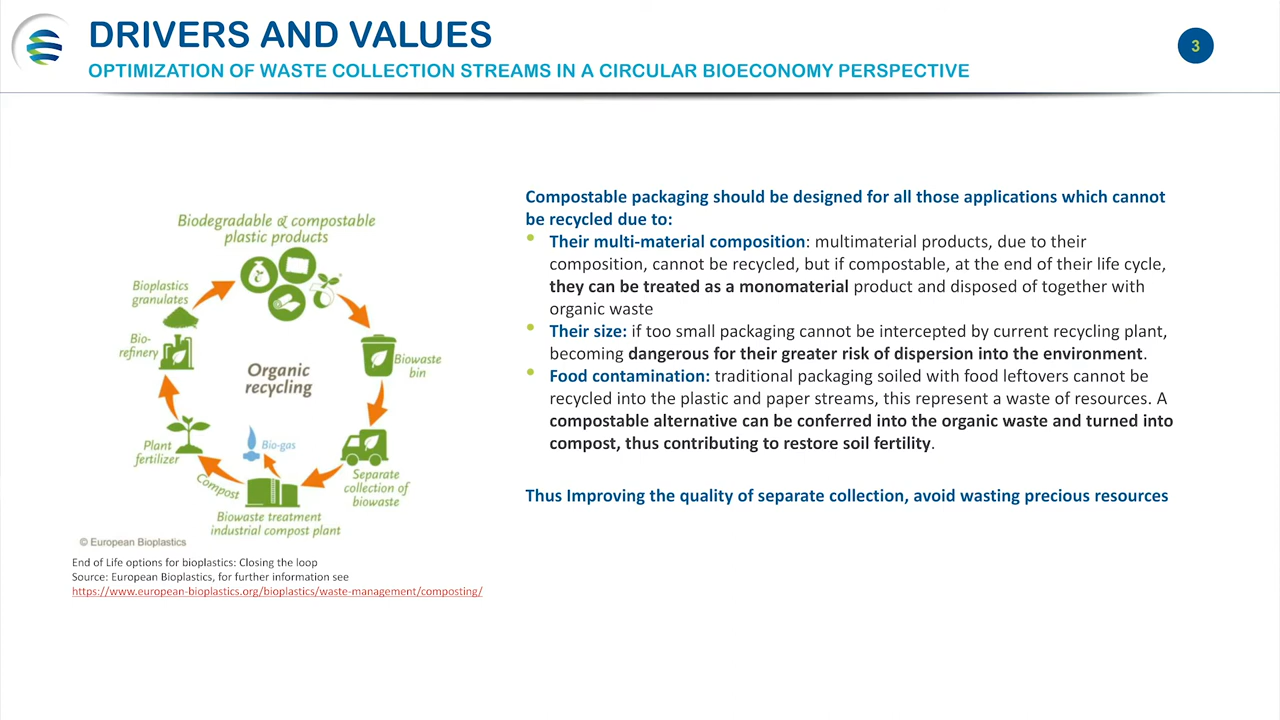 DRIVERS AND VALUES
OPTIMIZATION OF WASTE COLLECTION STREAMS IN A CIRCULAR BIOECONOMY PERSPECTIVE
3
Biodegradable & compostable
plastic products
Bioplastics
granulates
Bio-
refinery
Biowaste
bin
Organic
recycling
Plant
fertilizer
Bio-gas
Compost
Separate
collection of
biowaste
Biowaste treatment
industrial compost plant
© European Bioplastics
End of Life options for bioplastics: Closing the loop
Source: European Bioplastics, for further information see
https://www.european-bioplastics.org/bioplastics/waste-management/composting/
Compostable packaging should be designed for all those applications which cannot
be recycled due to:
• Their multi-material composition: multimaterial products, due to their
composition, cannot be recycled, but if compostable, at the end of their life cycle,
they can be treated as a monomaterial product and disposed of together with
organic waste
• Their size: if too small packaging cannot be intercepted by current recycling plant,
becoming dangerous for their greater risk of dispersion into the environment.
• Food contamination: traditional packaging soiled with food leftovers cannot be
recycled into the plastic and paper streams, this represent a waste of resources. A
compostable alternative can be conferred into the organic waste and turned into
compost, thus contributing to restore soil fertility.
Thus Improving the quality of separate collection, avoid wasting precious resources